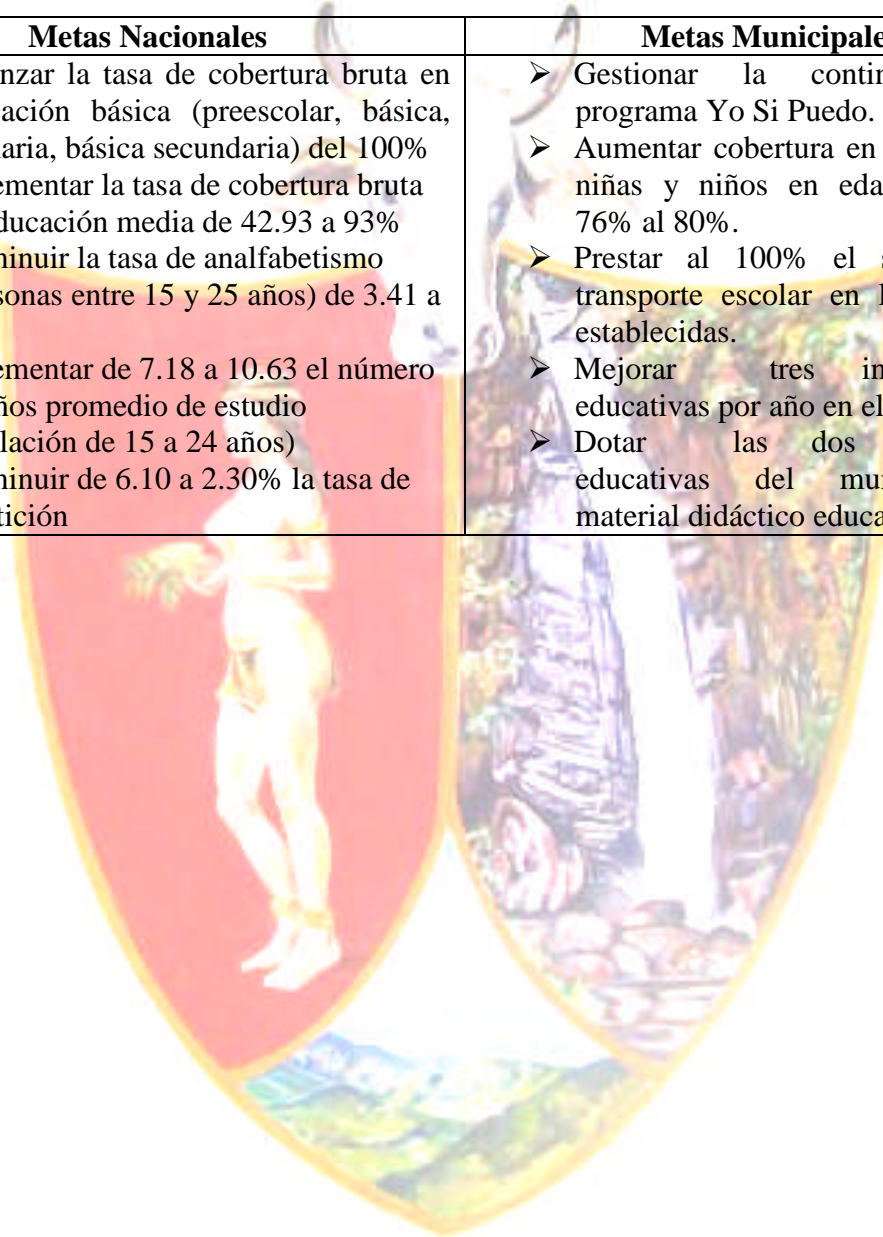 Metas Nacionales
nzar la tasa de cobertura bruta en
ación básica (preescolar, básica,
aria, básica secundaria) del 100%
ementar la tasa de cobertura bruta
ducación media de 42.93 a 93%
minuir la tasa de analfabetismo
sonas entre 15 y 25 años) de 3.41 a
ementar de 7.18 a 10.63 el número
ños promedio de estudio
lación de 15 a 24 años)
minuir de 6.10 a 2.30% la tasa de
tición
Metas Municipale
➢ Gestionar la contin
programa Yo Si Puedo.
➢ Aumentar cobertura en
niñas y niños en eda
76% al 80%.
➢ Prestar al 100% el s
transporte escolar en l
establecidas.
➢ Mejorar tres in
educativas por año en el
➢ Dotar las dos
educativas del mu
material didáctico educa